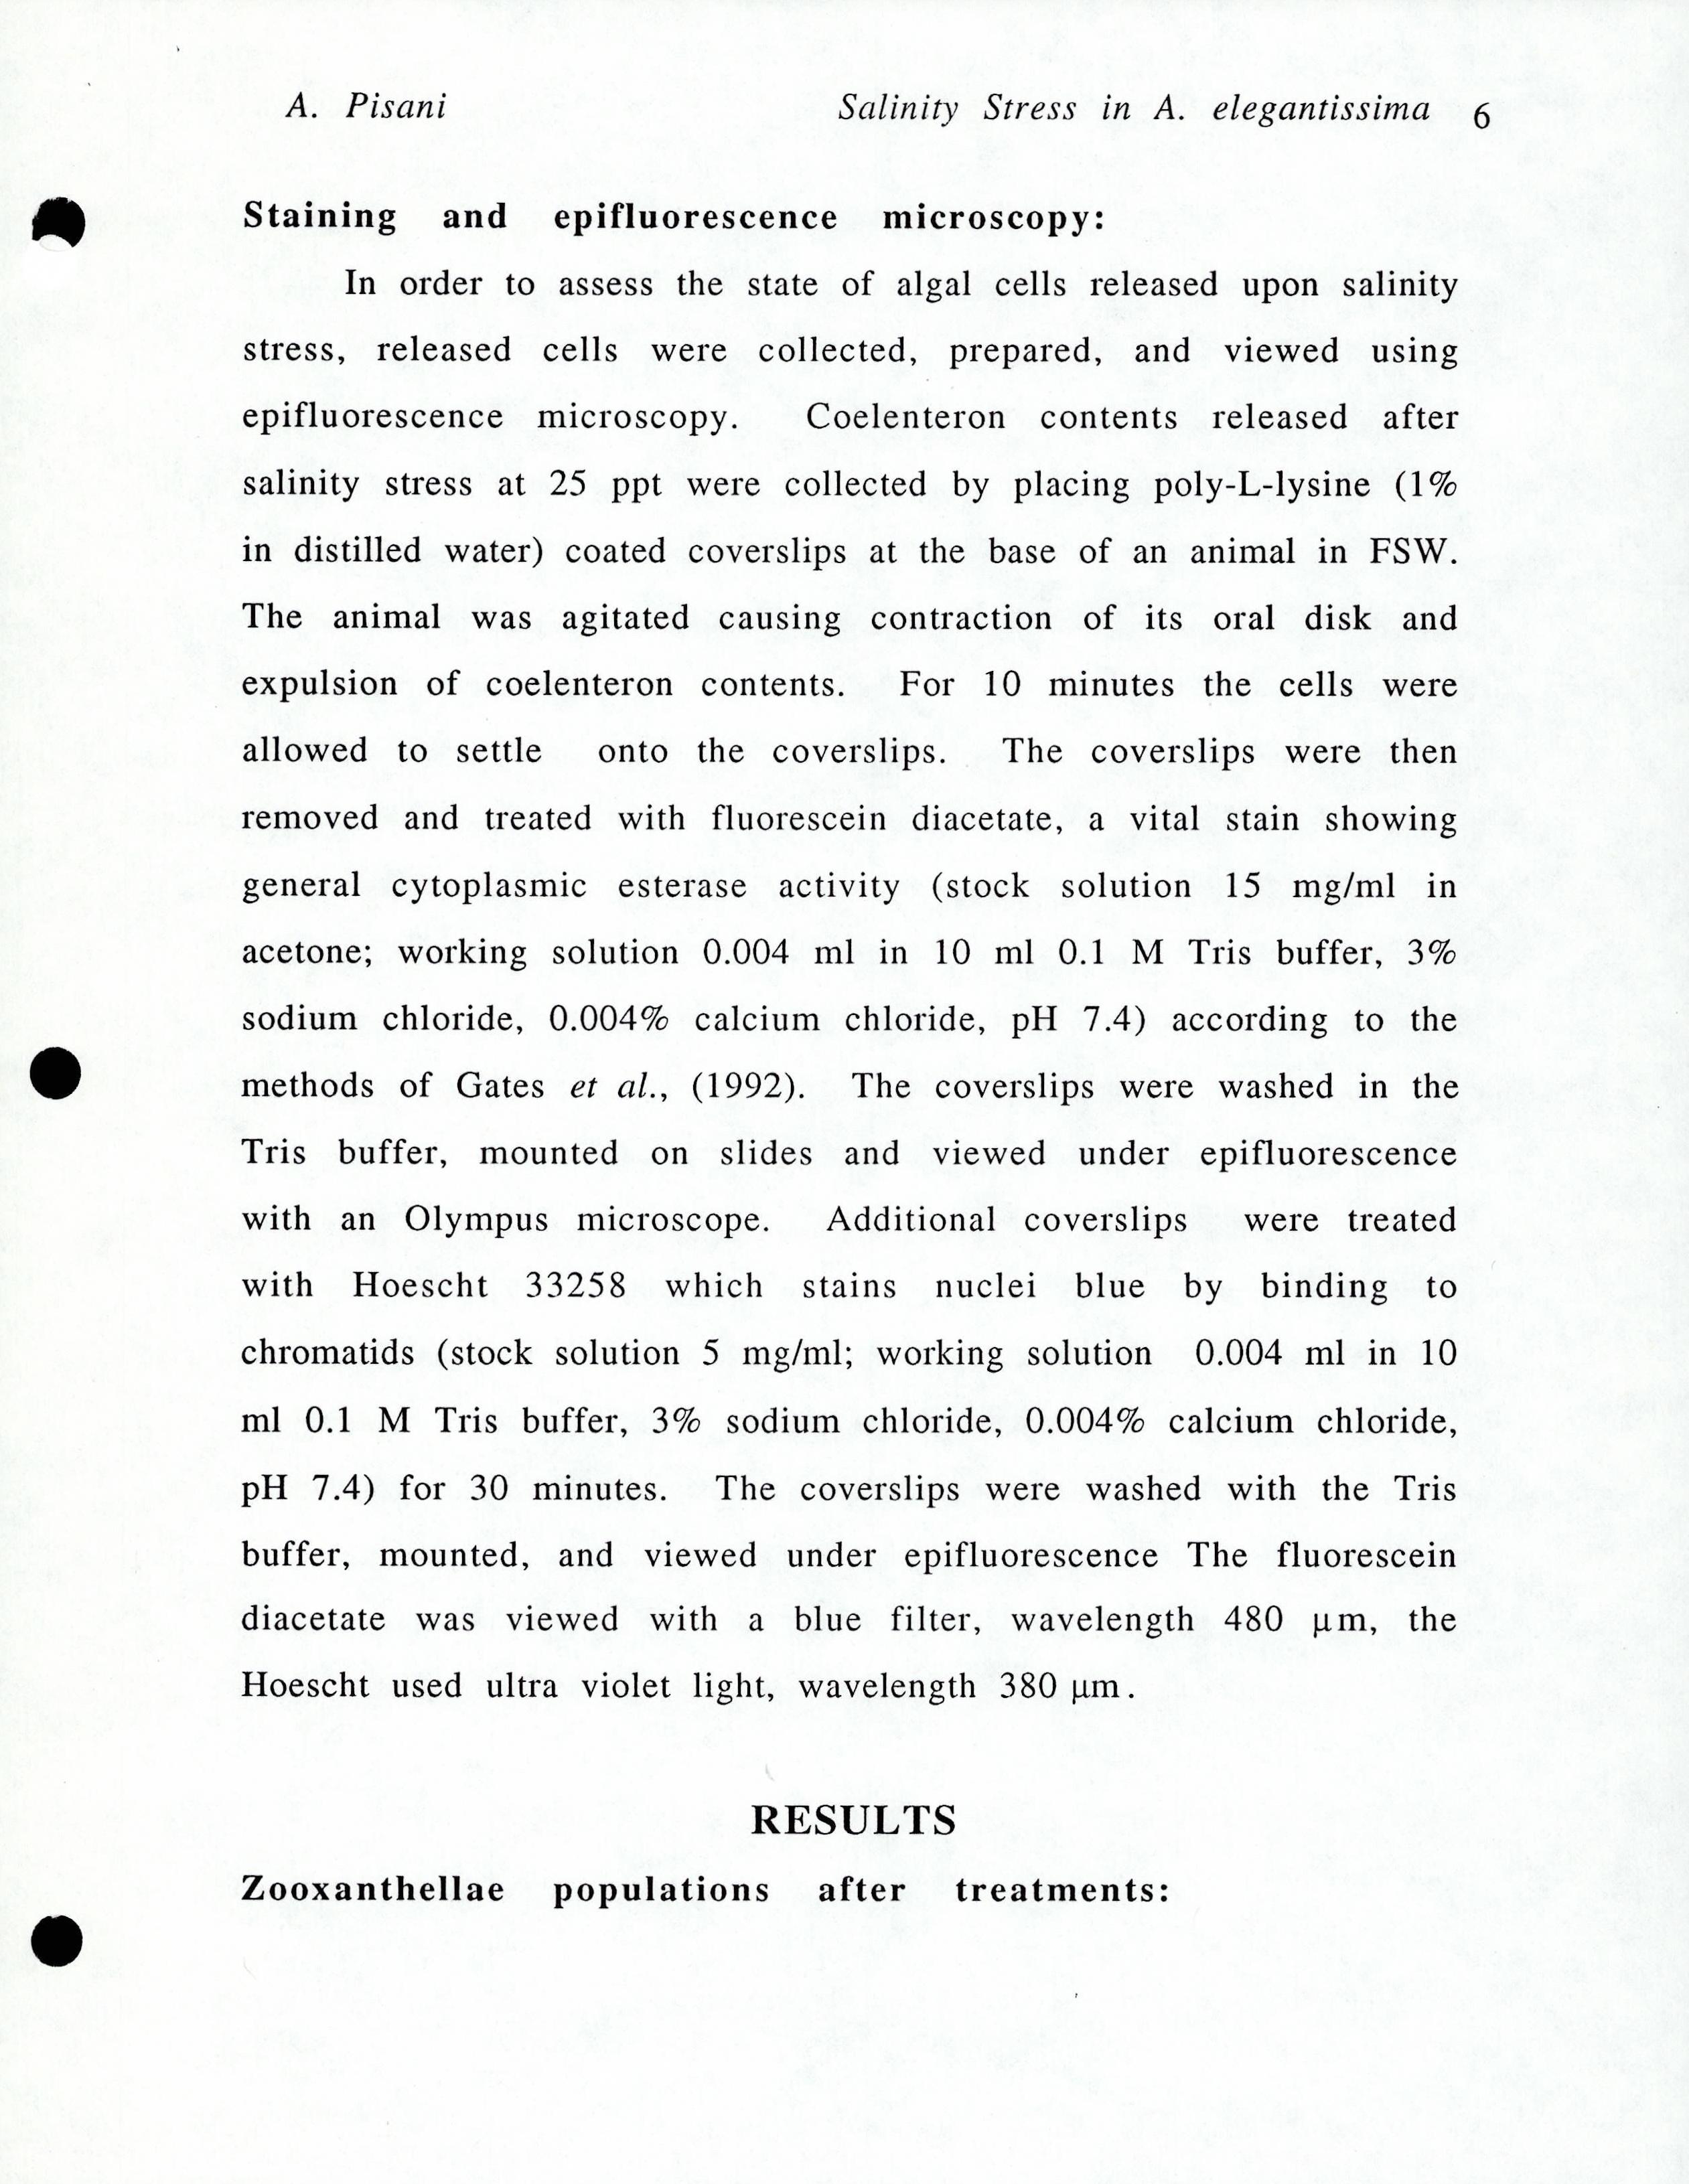 A. Pisani Salinity Stress in A. elegantissima 6
Staining and epifluorescence microscopy:
In order to assess the state of algal cells released upon salinity
stress, released cells were collected, prepared, and viewed using
epifluorescence microscopy. Coelenteron contents released after
salinity stress at 25 ppt were collected by placing poly-L-lysine (1%
in distilled water) coated coverslips at the base of an animal in FSW.
The animal was agitated causing contraction of its oral disk and
expulsion of coelenteron contents. For 10 minutes the cells were
allowed to settle onto the coverslips. The coverslips were then
removed and treated with fluorescein diacetate, a vital stain showing
general cytoplasmic esterase activity (stock solution 15 mg/ml in
acetone; working solution 0.004 ml in 10 ml 0.1 M Tris buffer, 3%
sodium chloride, 0.004% calcium chloride, pH 7.4) according to the
methods of Gates et al., (1992). The coverslips were washed in the
Tris buffer, mounted on slides and viewed under epifluorescence
with an Olympus microscope. Additional coverslips were treated
with Hoescht 33258 which stains nuclei blue by binding to
chromatids (stock solution 5 mg/ml; working solution 0.004 ml in 10
ml 0.1 M Tris buffer, 3% sodium chloride, 0.004% calcium chloride,
pH 7.4) for 30 minutes. The coverslips were washed with the Tris
buffer, mounted, and viewed under epifluorescence The fluorescein
diacetate was viewed with a blue filter, wavelength 480 µm, the
Hoescht used ultra violet light, wavelength 380 µm.
RESULTS
Zooxanthellae populations after treatments: